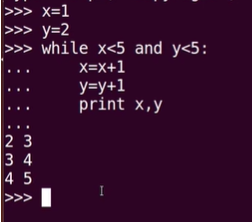 >>> x=1
>>> y=2
>>> while x<5 and y<5:
...     x=x+1
...     y=y+1
...     print x,y
...
2 3
3 4
4 5
>>>